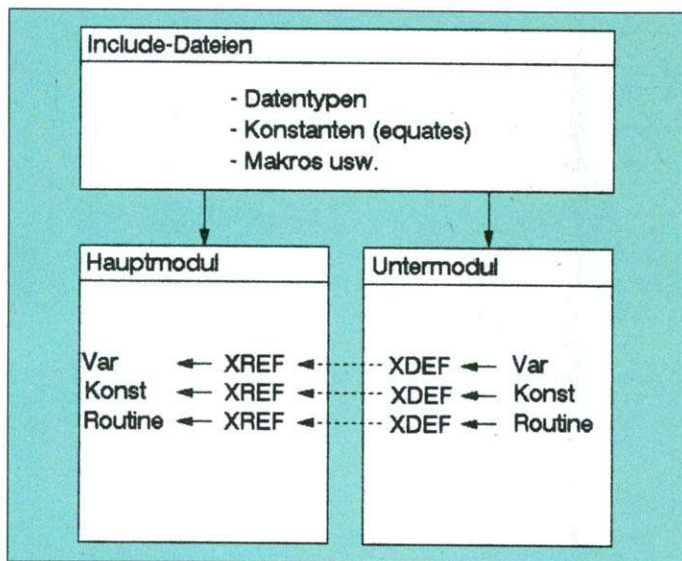 Include-Dateien
- Datentypen
- Konstanten (equates)
- Makros usw.
Hauptmodul
Untermodul
Var XREF XDEF Var
Konst XREF XDEF Konst
Routine XREF XDEF Routine